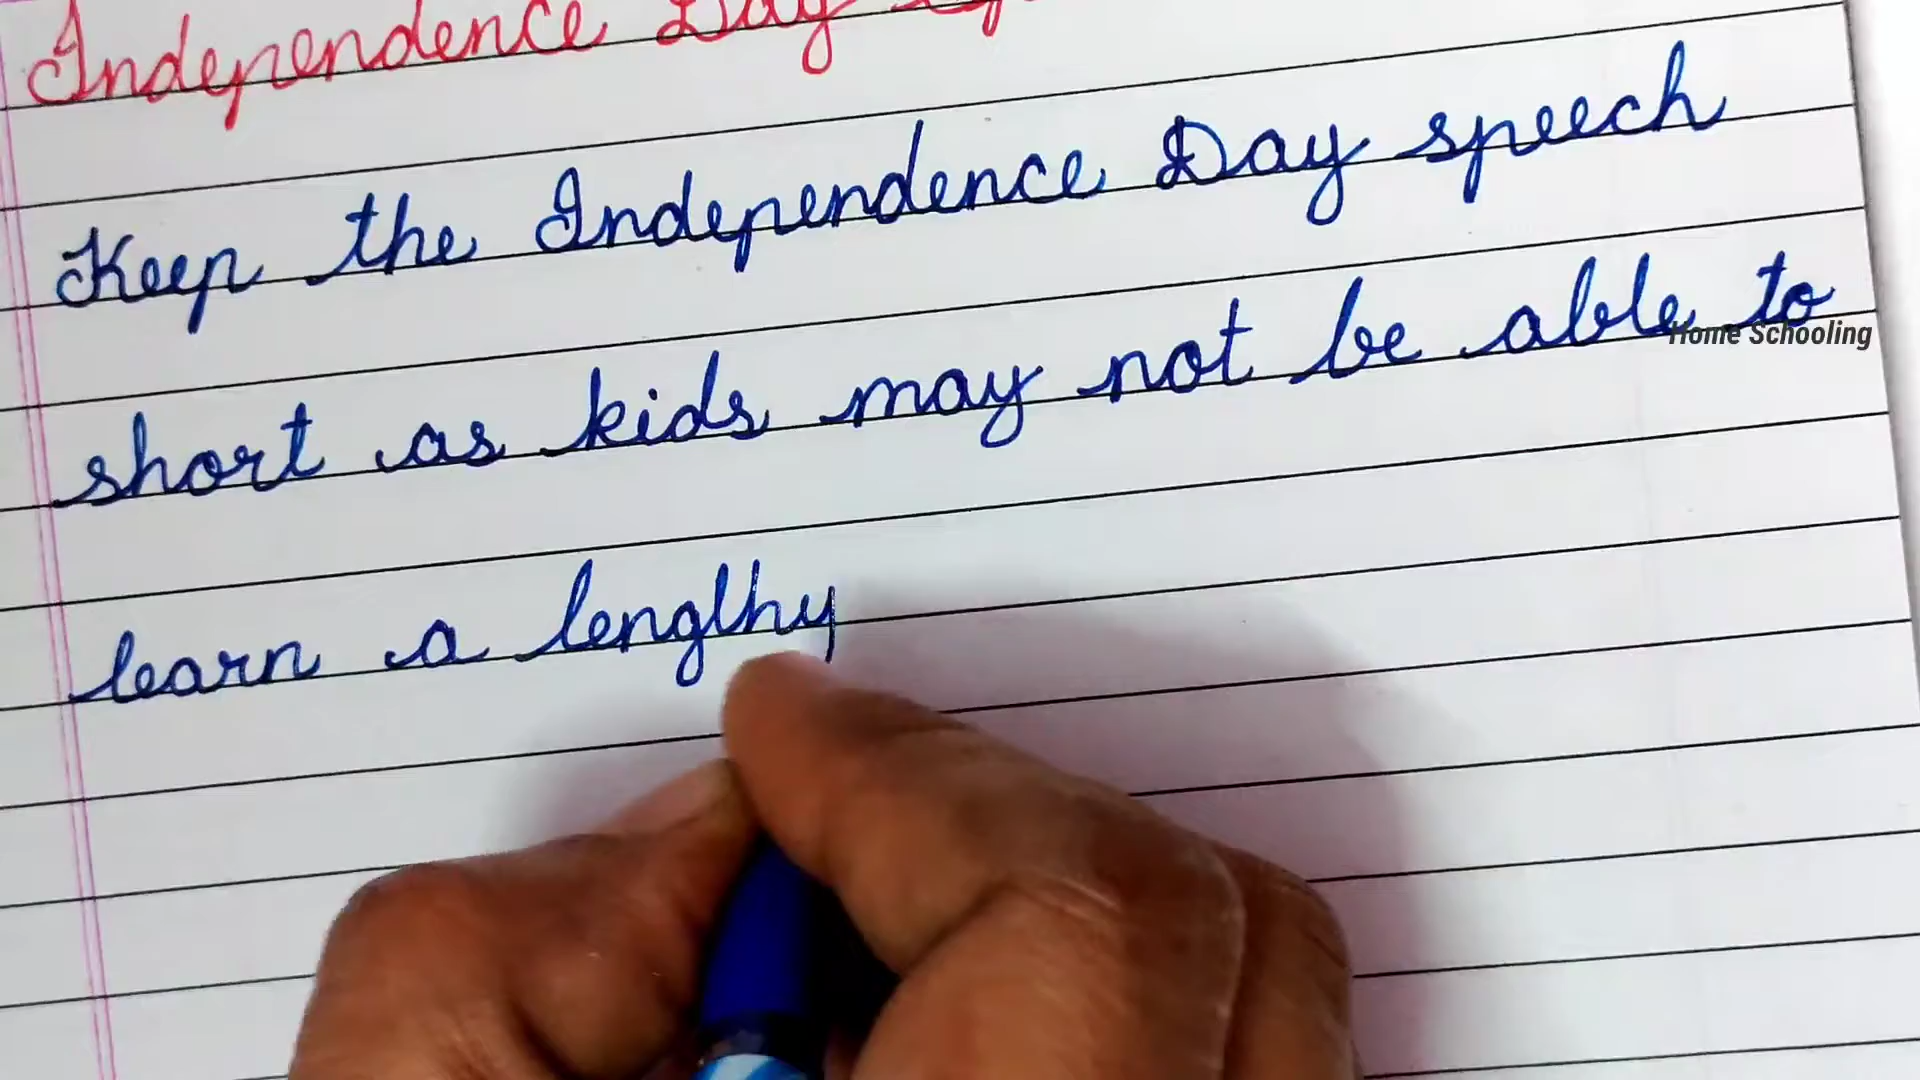 Independence Day
Keep the Independence Day speech
short as kids may not be able to
Home Schooling
learn a lengthy